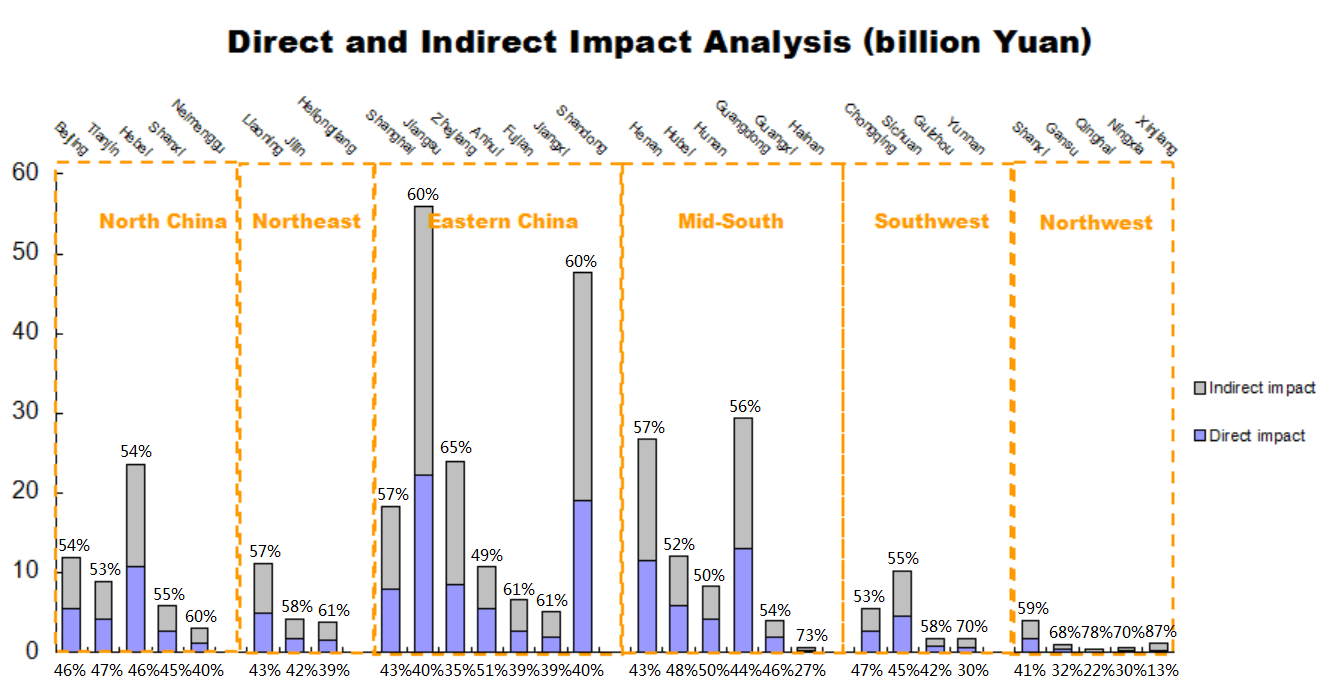 Direct and Indirect Impact Analysis (billion Yuan)
Beijing
Tianjin
Hebei
Shanxi
Neimenggu
Liaoning
Jilin
Heilongjiang
Shanghai
Jiangsu
Zhejiang
Anhui
Fujian
Jiangxi
Shandong
Henan
Hubei
Hunan
Guangdong
Guangxi
Hainan
Chongqing
Sichuan
Guizhou
Yunnan
Shanxi
Gansu
Qinghai
Ningxia
Xinjiang
North China
Northeast
Eastern China
Mid-South
Southwest
Northwest
60
50
40
30
20
10
0
54%
53%
54%
55%
60%
57%
58%
61%
57%
60%
65%
49%
61%
61%
60%
57%
52%
50%
56%
54%
73%
53%
55%
58%
70%
59%
68%
78%
70%
87%
46% 47% 46% 45% 40% 43% 42% 39% 43% 40% 35% 51% 39% 39% 40% 43% 48% 50% 44% 46% 27% 47% 45% 42% 30% 41% 32% 22% 30% 13%
Indirect impact
Direct impact